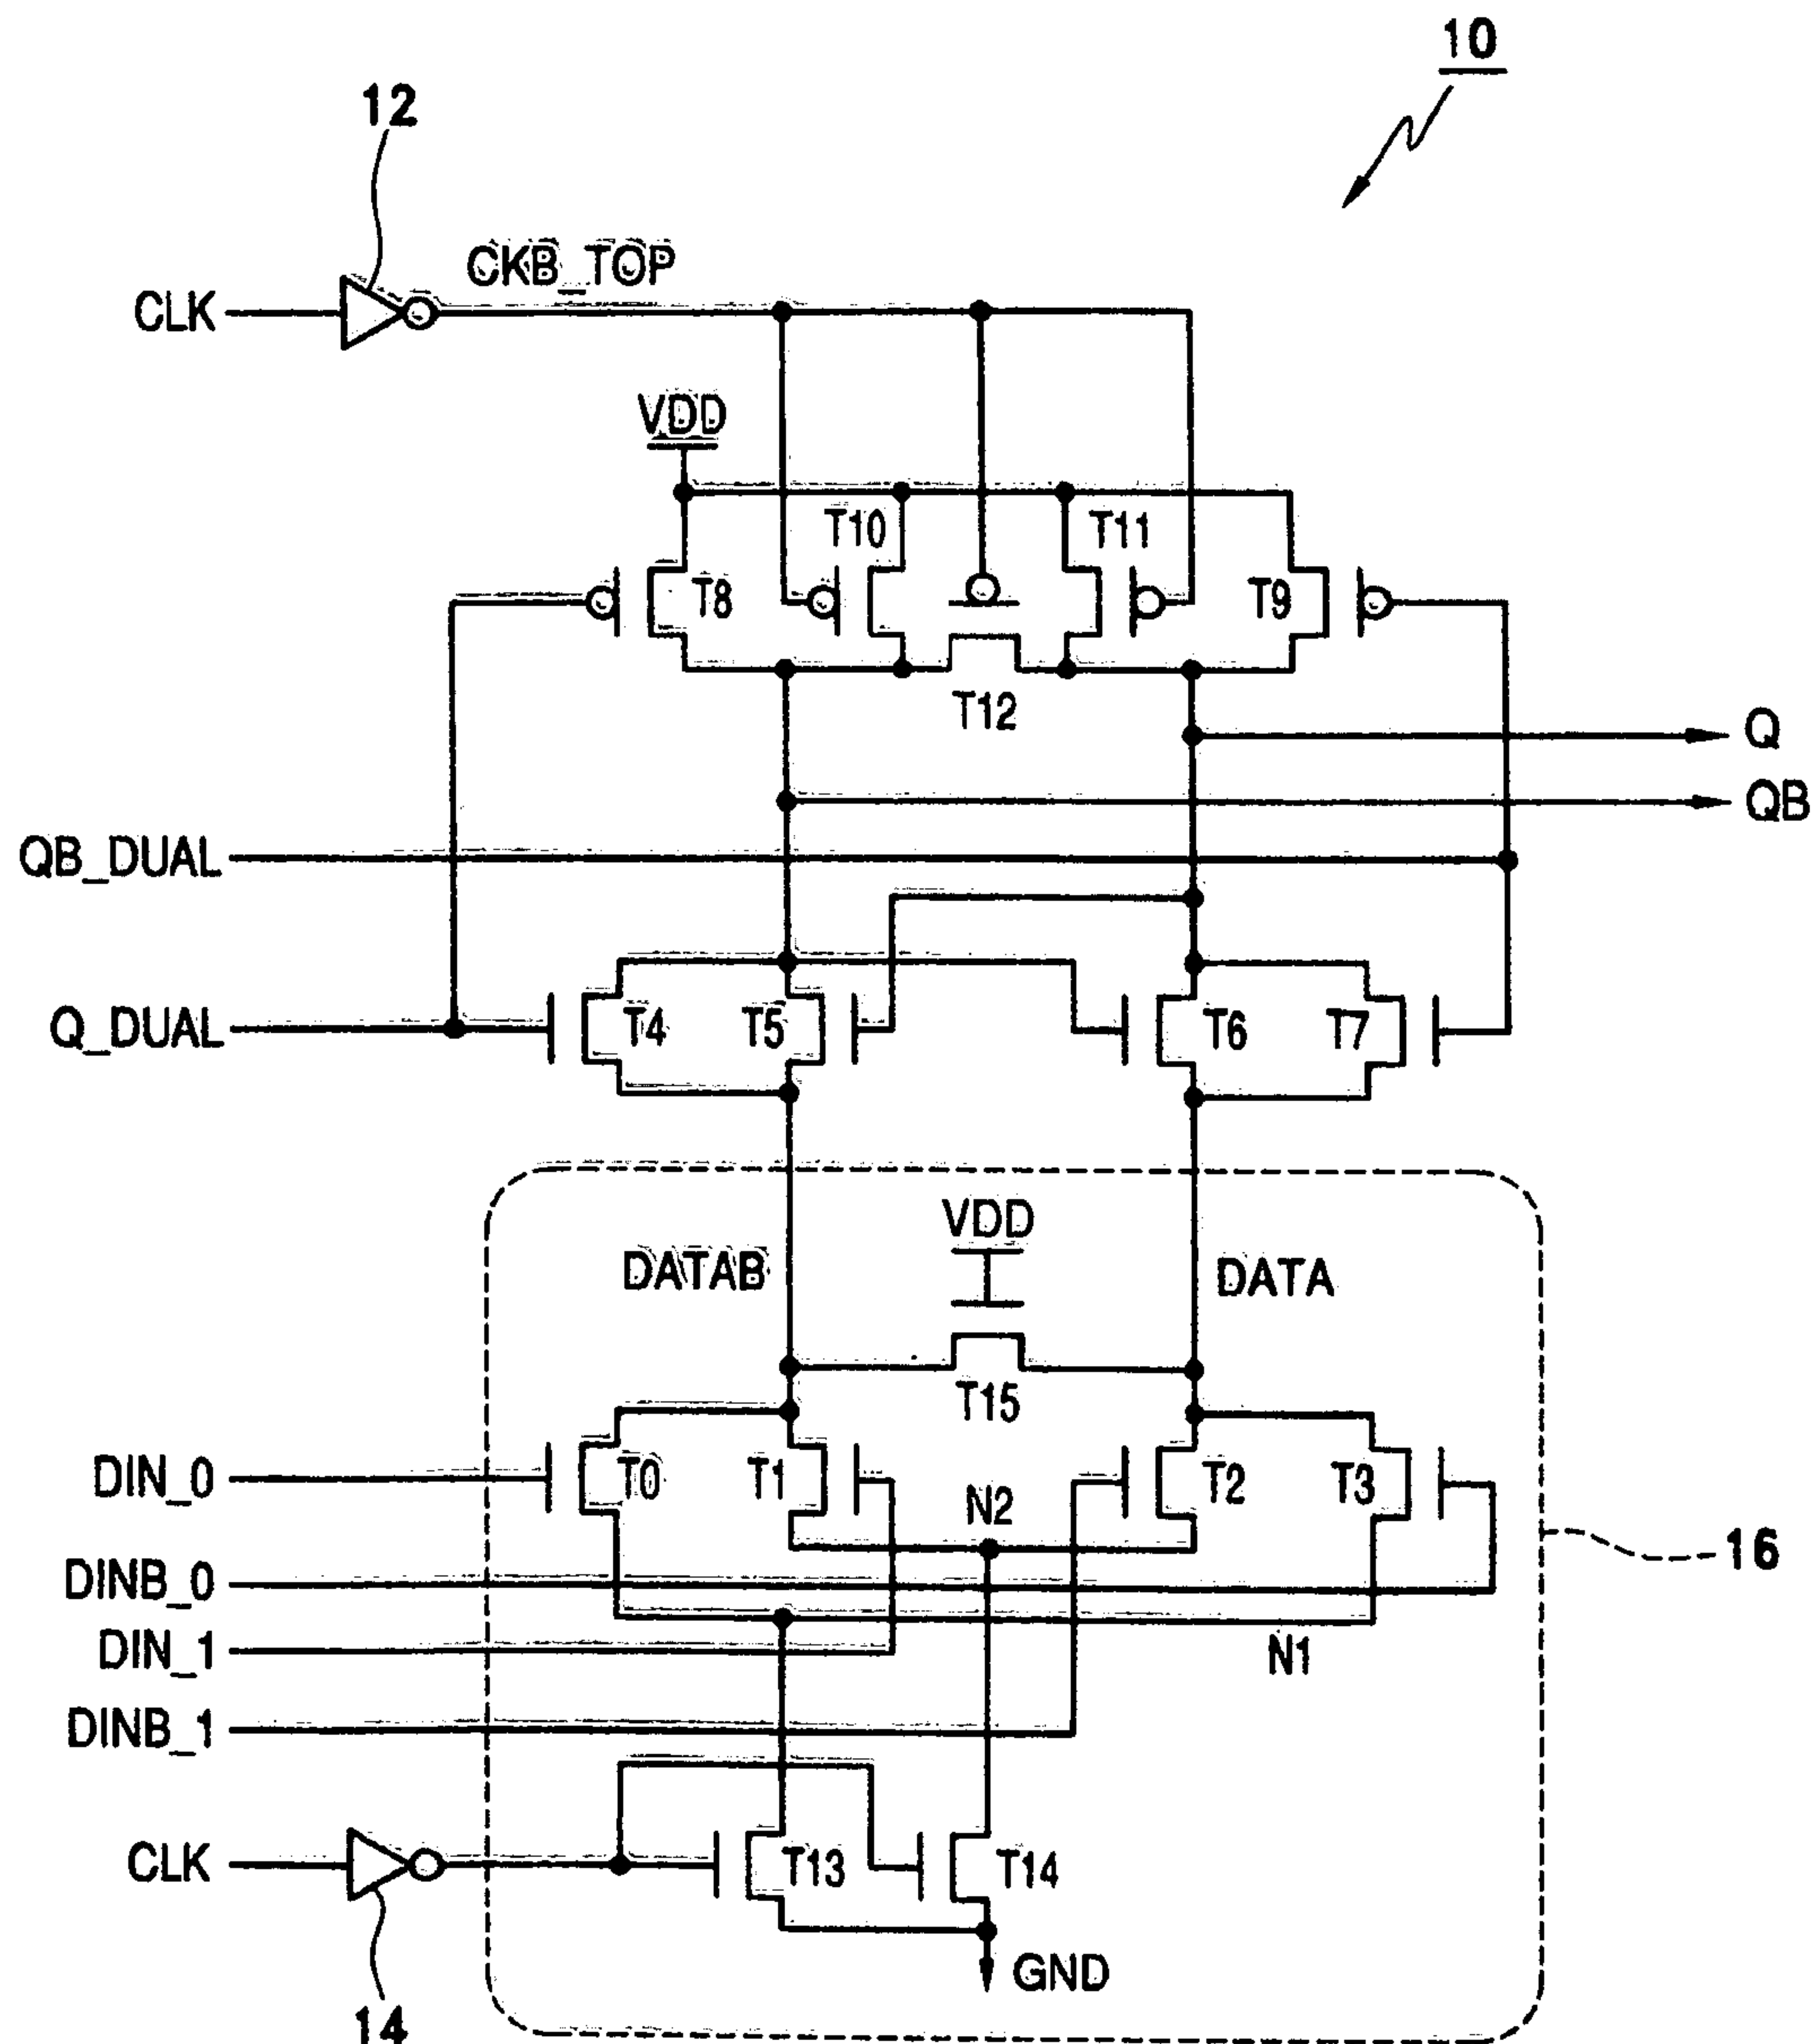 10
12
CKB_TOP
CLK
VDD
T10
T11
T8
T9
T12
Q
QB
QB_DUAL
Q_DUAL
T4
T5
T6
T7
VDD
DATAB
DATA
T15
DIN_0
T0
T1
T2
T3
N2
16
DINB_0
DIN_1
N1
DINB_1
CLK
T13
T14
GND
14